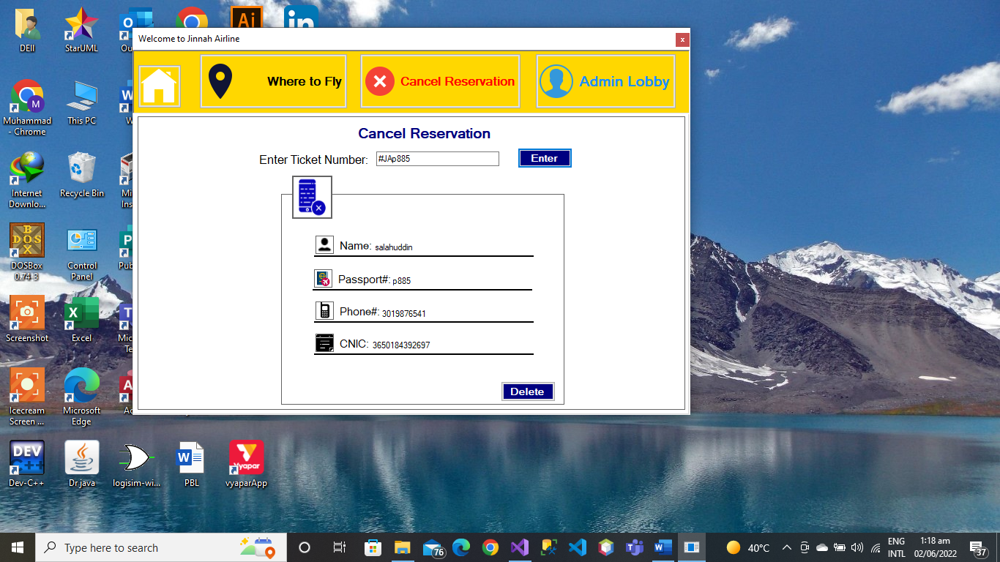 Welcome to Jinnah Airline
x
Where to Fly
Cancel Reservation
Admin Lobby
Cancel Reservation
Enter Ticket Number: #JAp885 Enter
Name: salahuddin
Passport#: p885
Phone#: 3019876541
CNIC: 3650184392697
Delete
DEll
StarUML
Ou
Ai
in
Muhammad
- Chrome
M
This PC
W
Internet
Downlo...
Recycle Bin
Mi
Ins
DOSBox
0.74-3
Control
Panel
Pub
Screenshot
Excel
Mic
Te
Icecream
Screen ...
Microsoft
Edge
Ac
DEV
C++
Dev-C++
Dr.java
logisim-wi...
PBL
Vyapar
vyaparApp
Type here to search
76
40°C
ENG
INTL
1:18 am
02/06/2022
37